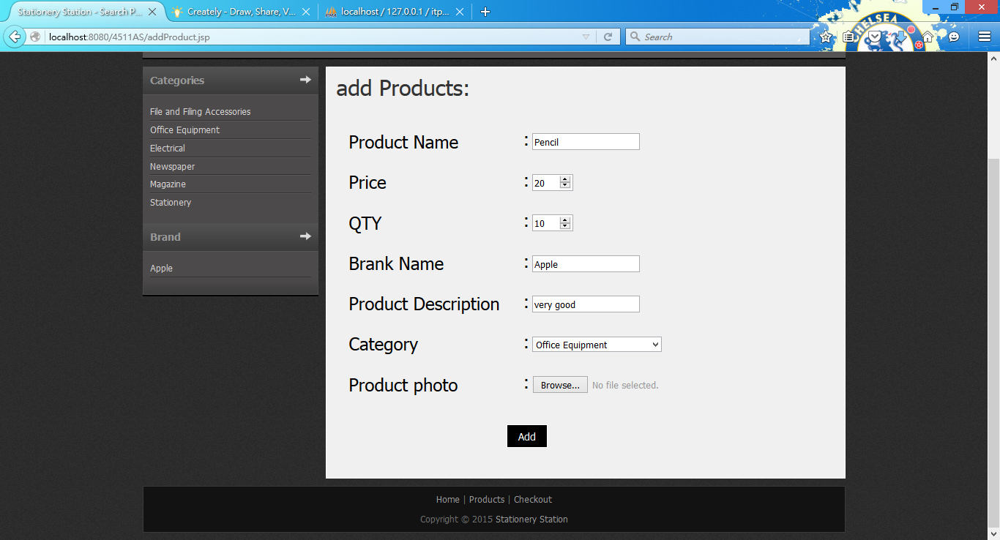 Stationery Station - Search P...
Creately - Draw, Share, V...
localhost / 127.0.0.1 / itp...
localhost:8080/4511AS/addProduct.jsp
Search
CHELSEA
Categories
File and Filing Accessories
Office Equipment
Electrical
Newspaper
Magazine
Stationery
Brand
Apple
add Products:
Product Name : Pencil
Price : 20
QTY : 10
Brank Name : Apple
Product Description : very good
Category : Office Equipment
Product photo : Browse... No file selected.
Add
Home | Products | Checkout
Copyright © 2015 Stationery Station